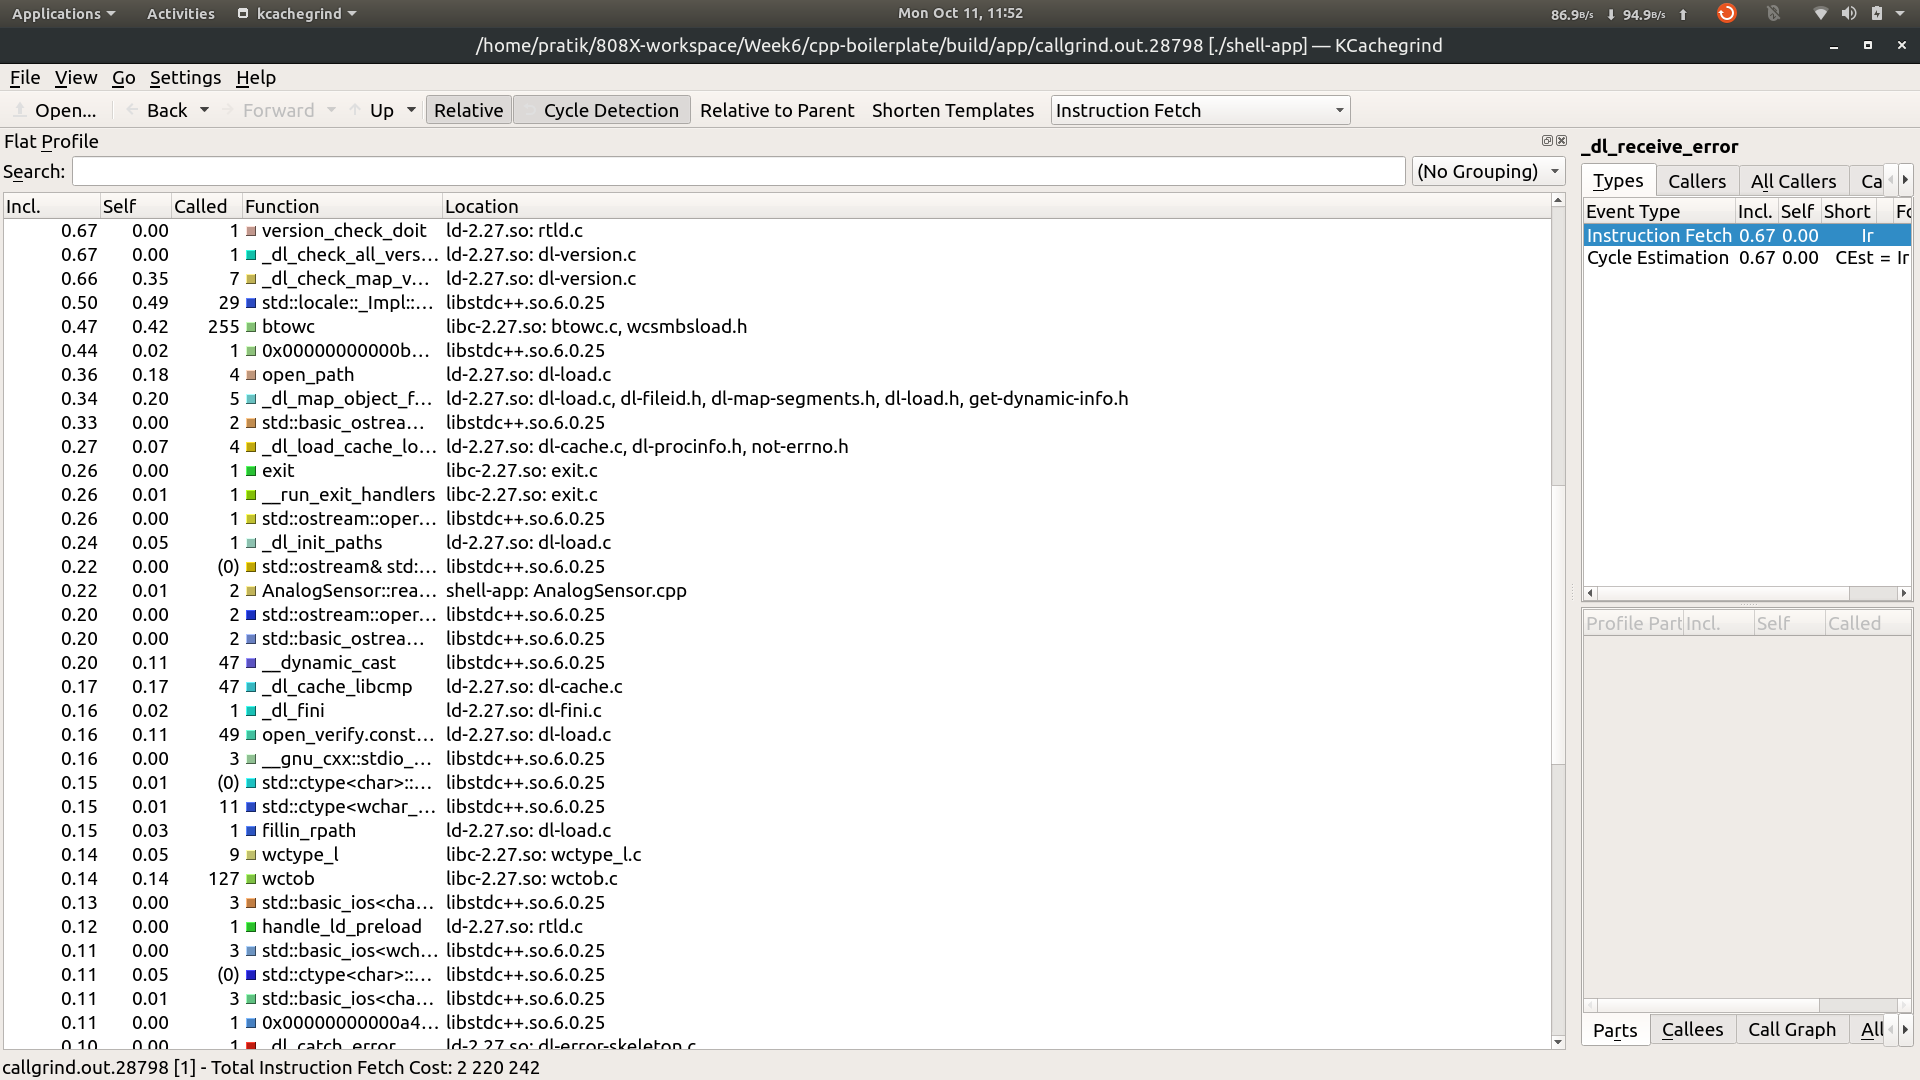 Applications Activities kcachegrind Mon Oct 11, 11:52 86.9B/s ↓ 94.9B/s ↑
/home/pratik/808X-workspace/Week6/cpp-boilerplate/build/app/callgrind.out.28798 [./shell-app] — KCachegrind
File View Go Settings Help
Open... Back Forward Up Relative Cycle Detection Relative to Parent Shorten Templates Instruction Fetch
Flat Profile
Search: (No Grouping)
Incl. Self Called Function Location
0.67 0.00 1 version_check_doit ld-2.27.so: rtld.c
0.67 0.00 1 _dl_check_all_vers... ld-2.27.so: dl-version.c
0.66 0.35 7 _dl_check_map_v... ld-2.27.so: dl-version.c
0.50 0.49 29 std::locale::_Impl::... libstdc++.so.6.0.25
0.47 0.42 255 btowc libc-2.27.so: btowc.c, wcsmbsload.h
0.44 0.02 1 0x00000000000b... libstdc++.so.6.0.25
0.36 0.18 4 open_path ld-2.27.so: dl-load.c
0.34 0.20 5 _dl_map_object_f... ld-2.27.so: dl-load.c, dl-fileid.h, dl-map-segments.h, dl-load.h, get-dynamic-info.h
0.33 0.00 2 std::basic_ostrea... libstdc++.so.6.0.25
0.27 0.07 4 _dl_load_cache_lo... ld-2.27.so: dl-cache.c, dl-procinfo.h, not-errno.h
0.26 0.00 1 exit libc-2.27.so: exit.c
0.26 0.01 1 __run_exit_handlers libc-2.27.so: exit.c
0.26 0.00 1 std::ostream::oper... libstdc++.so.6.0.25
0.24 0.05 1 _dl_init_paths ld-2.27.so: dl-load.c
0.22 0.00 (0) std::ostream& std:... libstdc++.so.6.0.25
0.22 0.01 2 AnalogSensor::rea... shell-app: AnalogSensor.cpp
0.20 0.00 2 std::ostream::oper... libstdc++.so.6.0.25
0.20 0.00 2 std::basic_ostrea... libstdc++.so.6.0.25
0.20 0.11 47 __dynamic_cast libstdc++.so.6.0.25
0.17 0.17 47 _dl_cache_libcmp ld-2.27.so: dl-cache.c
0.16 0.02 1 _dl_fini ld-2.27.so: dl-fini.c
0.16 0.11 49 open_verify.const... ld-2.27.so: dl-load.c
0.16 0.00 3 __gnu_cxx::stdio_... libstdc++.so.6.0.25
0.15 0.01 (0) std::ctype<char>::... libstdc++.so.6.0.25
0.15 0.01 11 std::ctype<wchar_... libstdc++.so.6.0.25
0.15 0.03 1 fillin_rpath ld-2.27.so: dl-load.c
0.14 0.05 9 wctype_l libc-2.27.so: wctype_l.c
0.14 0.14 127 wctob libc-2.27.so: wctob.c
0.13 0.00 3 std::basic_ios<cha... libstdc++.so.6.0.25
0.12 0.00 1 handle_ld_preload ld-2.27.so: rtld.c
0.11 0.00 3 std::basic_ios<wch... libstdc++.so.6.0.25
0.11 0.05 (0) std::ctype<char>::... libstdc++.so.6.0.25
0.11 0.01 3 std::basic_ios<cha... libstdc++.so.6.0.25
0.11 0.00 1 0x00000000000a4... libstdc++.so.6.0.25
0.10 0.00 1 _dl_catch_error ld-2.27.so: dl-error-skeleton.c
callgrind.out.28798 [1] - Total Instruction Fetch Cost: 2 220 242
_dl_receive_error
Types Callers All Callers Ca
Event Type Incl. Self Short Fo
Instruction Fetch 0.67 0.00 Ir
Cycle Estimation 0.67 0.00 CEst = Ir
Profile Part Incl. Self Called
Parts Callees Call Graph All